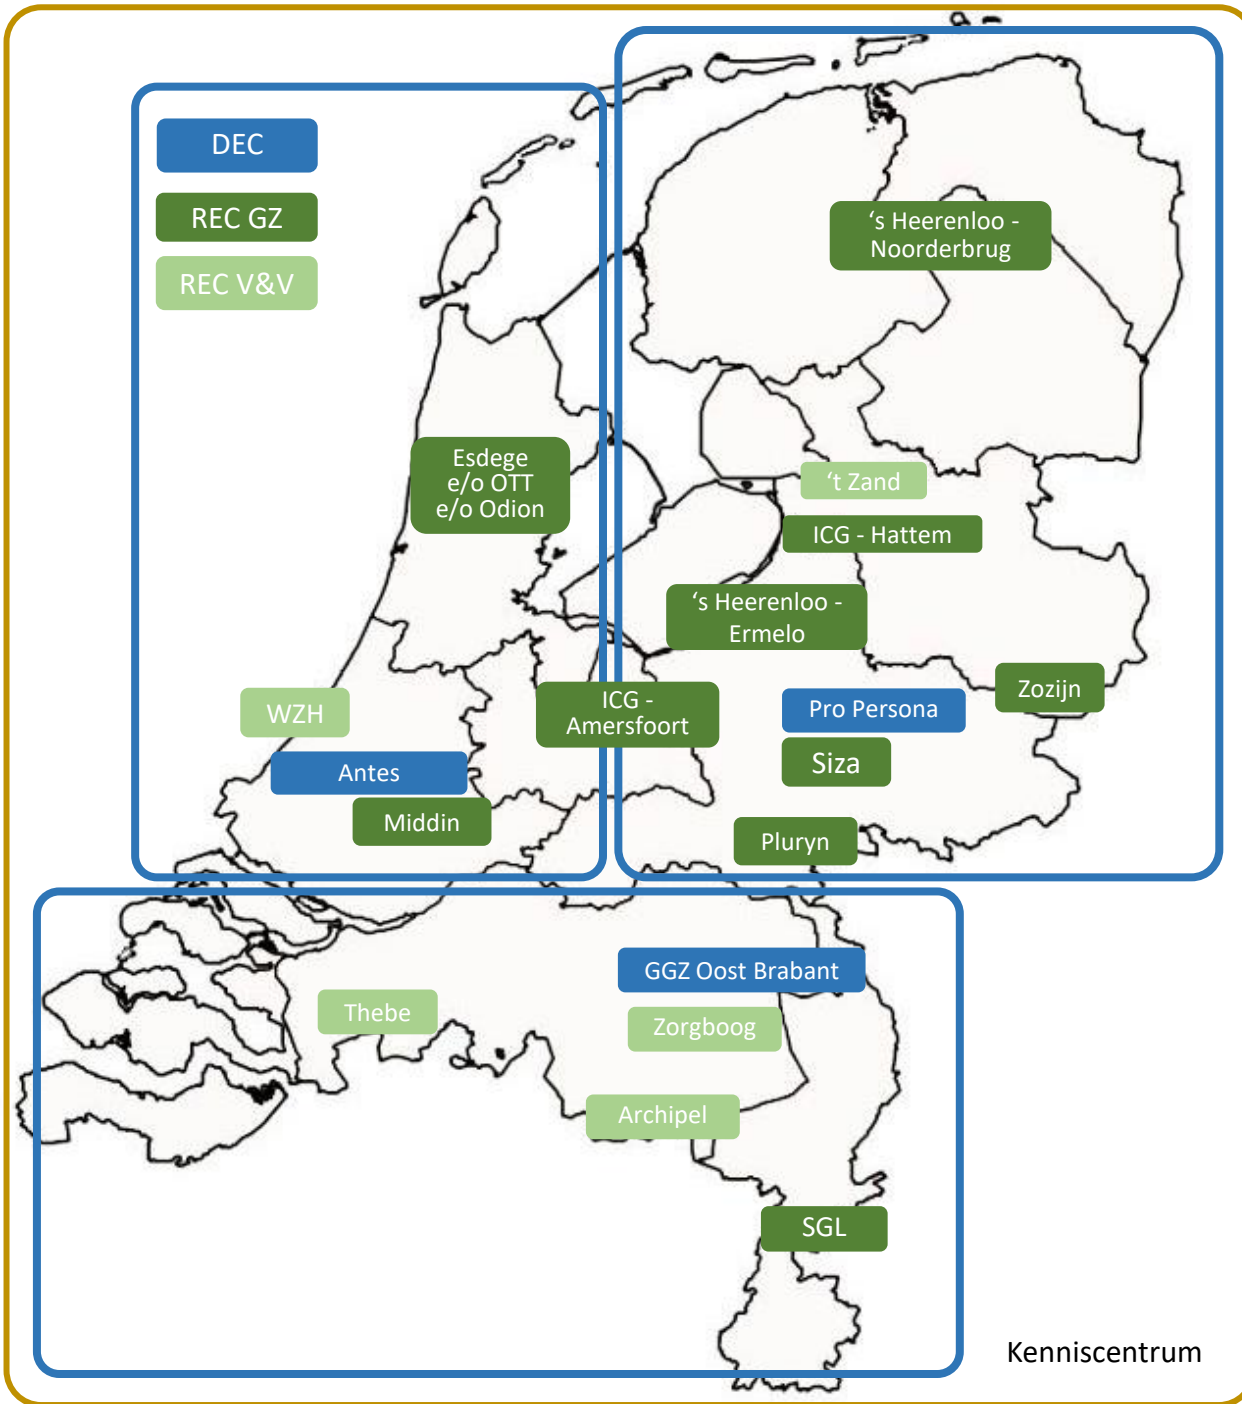 DEC
REC GZ
REC V&V
‘s Heerenloo -
Noorderbrug
Esdege
e/o OTT
e/o Odion
‘t Zand
ICG - Hattem
‘s Heerenloo -
Ermelo
Zozijn
WZH
ICG -
Amersfoort
Pro Persona
Antes
Siza
Middin
Pluryn
GGZ Oost Brabant
Thebe
Zorgboog
Archipel
SGL
Kenniscentrum